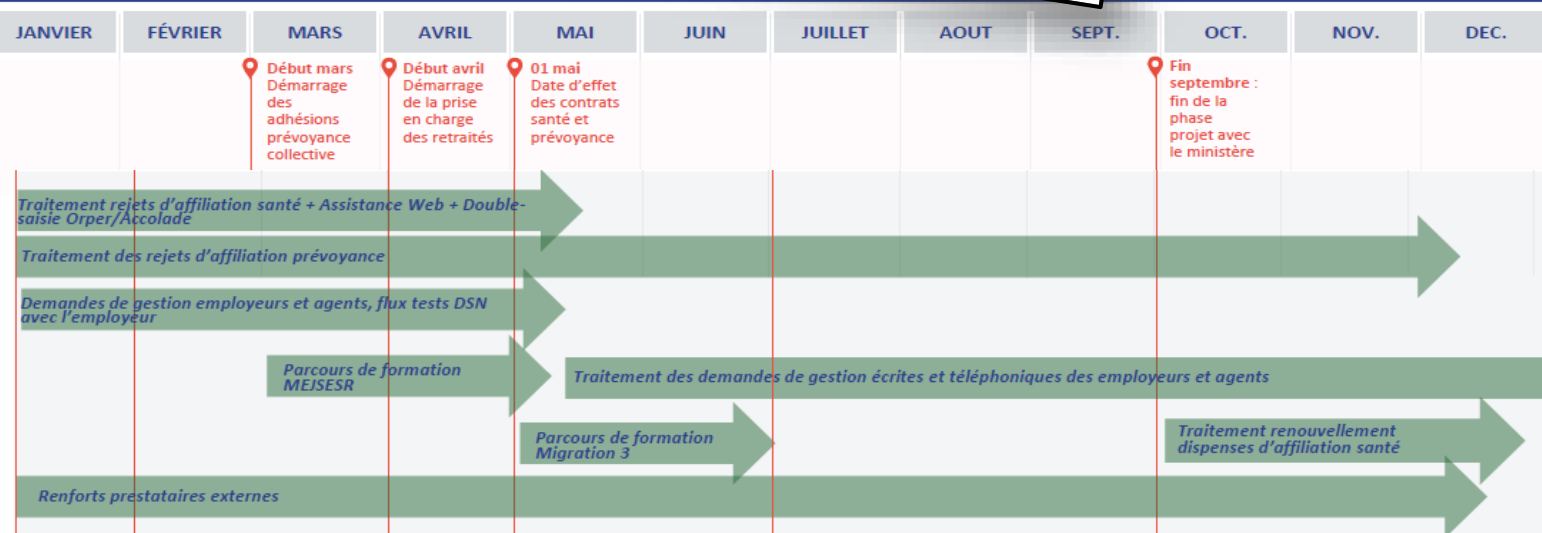 JANVIER FÉVRIER MARS AVRIL MAI JUIN JUILLET AOUT SEPT. OCT. NOV. DEC.
Début mars
Démarrage
des
adhésions
prévoyance
collective
Début avril
Démarrage
de la prise
en charge
des retraités
01 mai
Date d'effet
des contrats
santé et
prévoyance
Fin
septembre :
fin de la
phase
projet avec
le ministère
Traitement rejets d'affiliation santé + Assistance Web + Double-
saisie Orper/Accolade
Traitement des rejets d'affiliation prévoyance
Demandes de gestion employeurs et agents, flux tests DSN
avec l'employeur
Parcours de formation
MEJSESR
Traitement des demandes de gestion écrites et téléphoniques des employeurs et agents
Parcours de formation
Migration 3
Traitement renouvellement
dispenses d'affiliation santé
Renforts prestataires externes